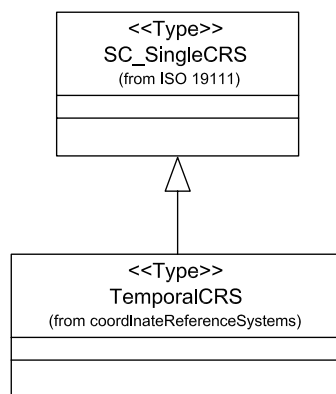 <<Type>>
SC_SingleCRS
(from ISO 19111)
<<Type>>
TemporalCRS
(from coordinateReferenceSystems)